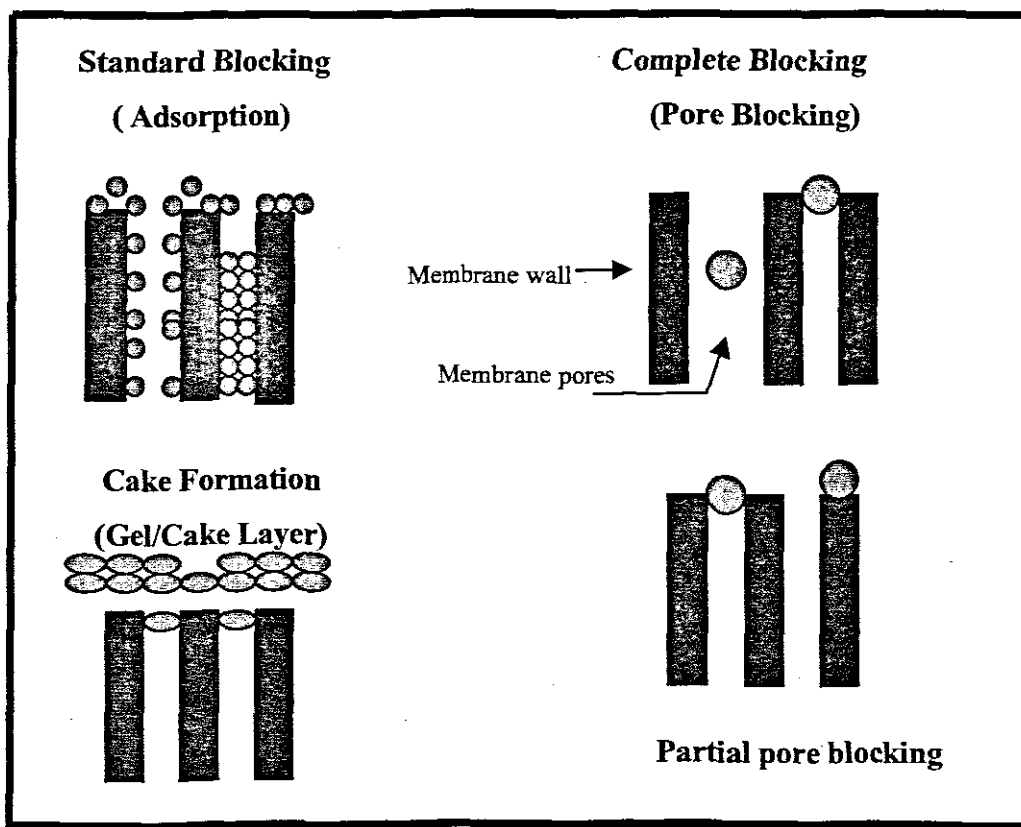 Standard Blocking
( Adsorption)
Complete Blocking
(Pore Blocking)
Membrane wall
Membrane pores
Cake Formation
(Gel/Cake Layer)
Partial pore blocking